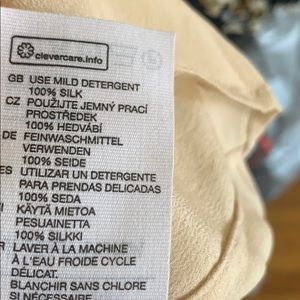 clevercare.info
GB USE MILD DETERGENT
100% SILK
CZ POUŽIJTE JEMNÝ PRACÍ
PROSTŘEDEK
100% HEDVÁBÍ
DE FEINWASCHMITTEL
VERWENDEN
100% SEIDE
ES UTILIZAR UN DETERGENTE
PARA PRENDAS DELICADAS
100% SEDA
FI KÄYTÄ MIETOA
PESUAINETTA
100% SILKKI
FR LAVER À LA MACHINE
À L'EAU FROIDE CYCLE
DÉLICAT.
BLANCHIR SANS CHLORE
SI NÉCESSAIRE